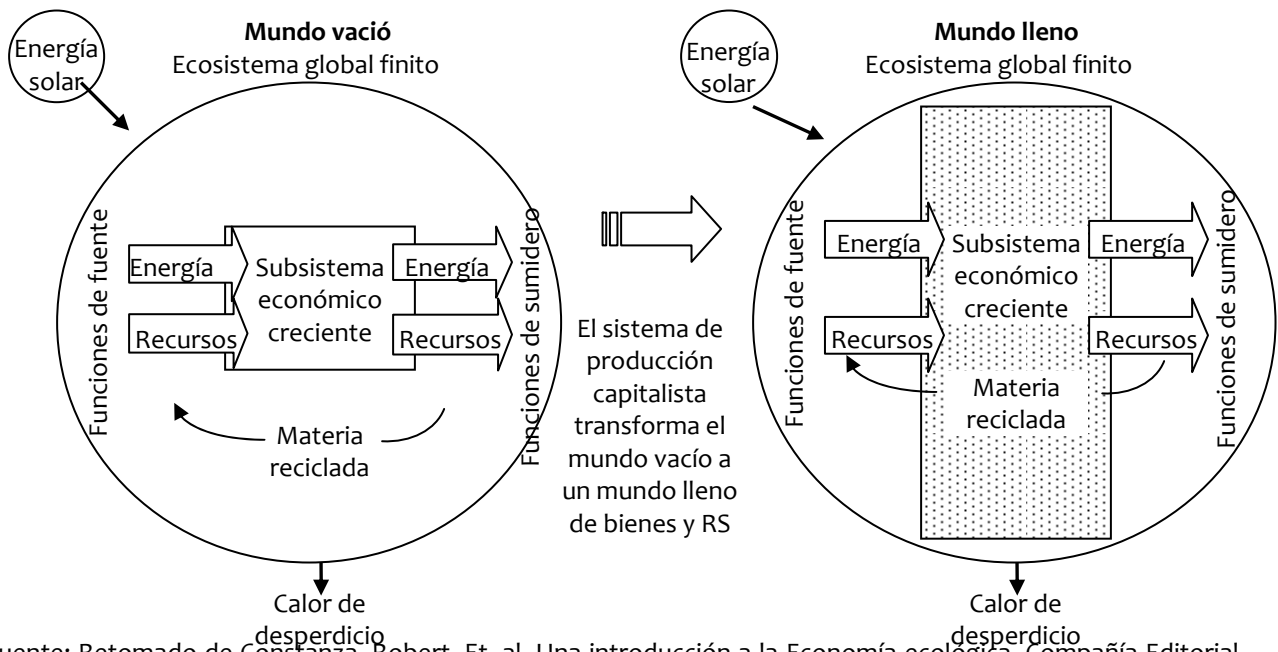 Mundo vació
Ecosistema global finito
Energía
solar
Funciones de fuente
Energía
Recursos
Subsistema
económico
creciente
Energía
Recursos
Funciones de sumidero
Materia
reciclada
Calor de
desperdicio
El sistema de
producción
capitalista
transforma el
mundo vacío a
un mundo lleno
de bienes y RS
Mundo lleno
Ecosistema global finito
Energía
solar
Funciones de fuente
Energía
Recursos
Subsistema
económico
creciente
Energía
Recursos
Funciones de sumidero
Materia
reciclada
Calor de
desperdicio
uente: Retomado de Constanza, Robert, Et. al. Una introducción a la Economía ecológica, Compañía Editorial